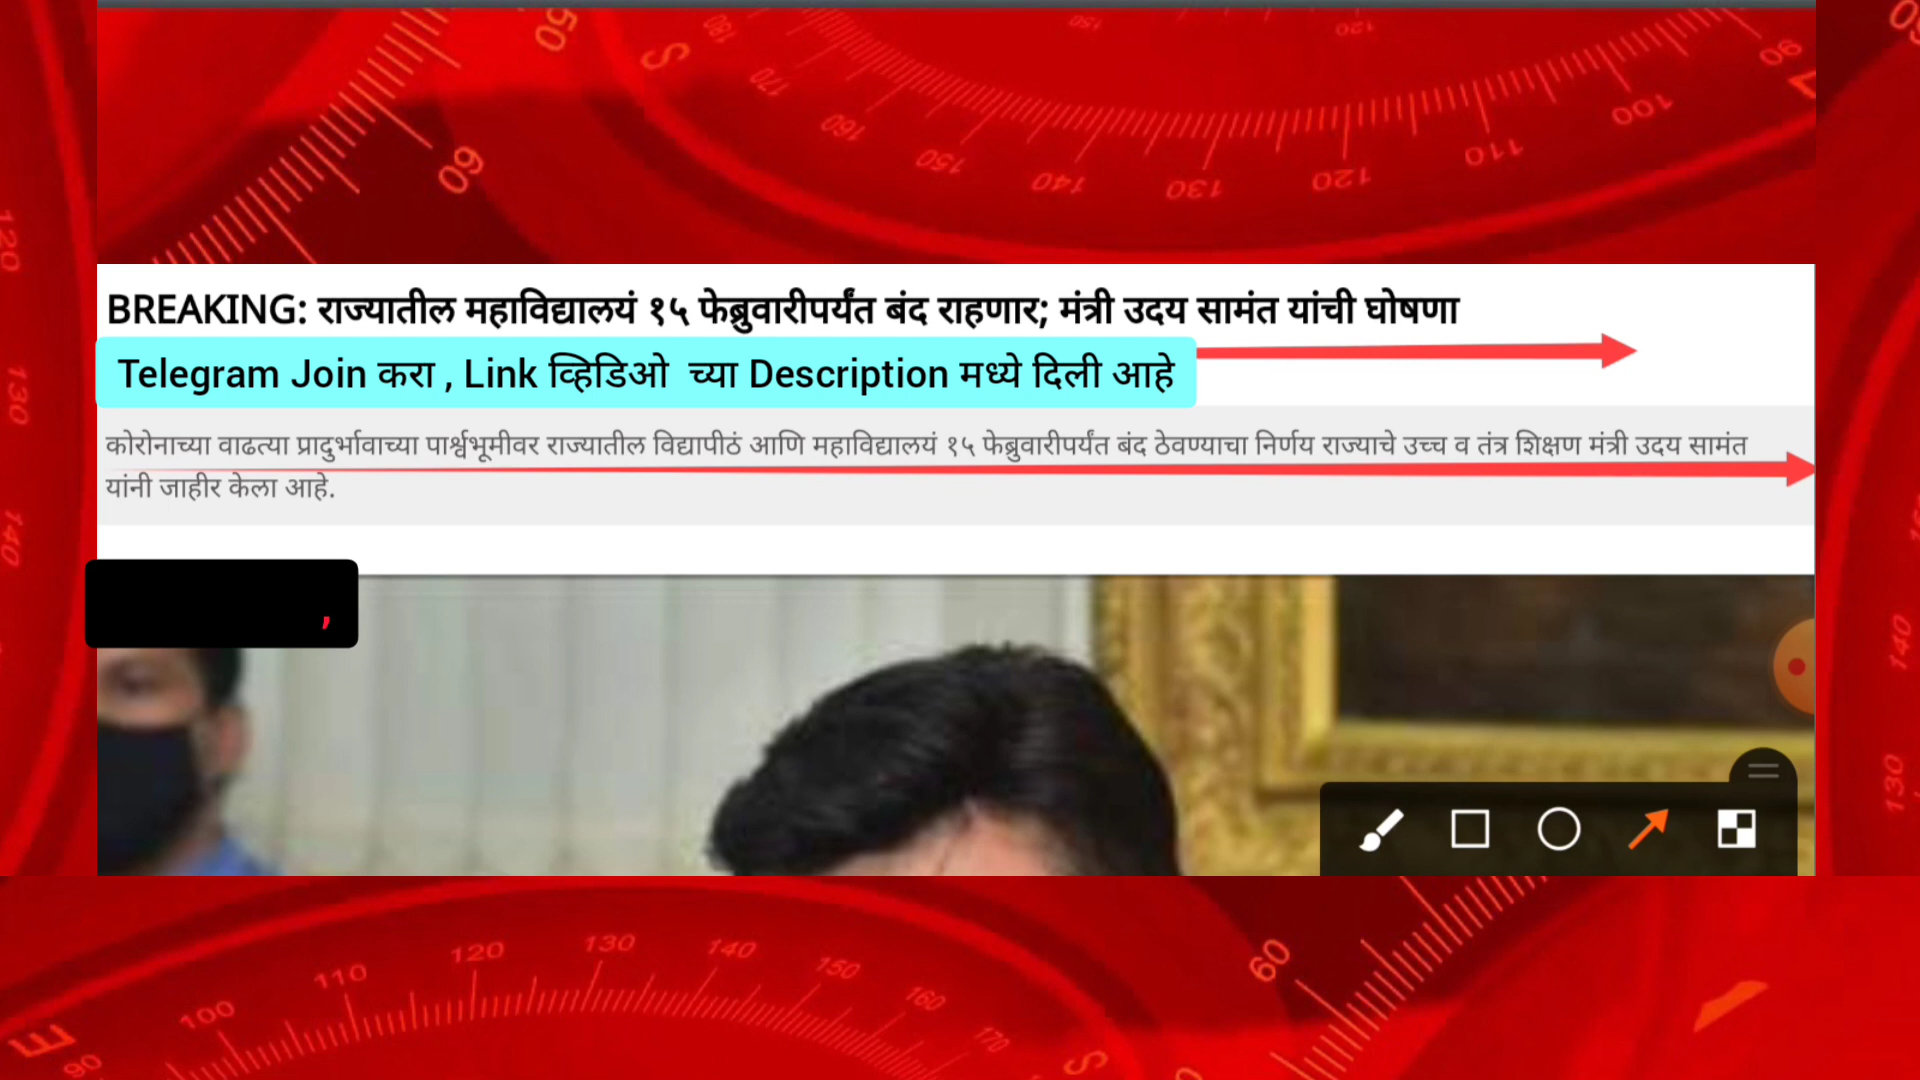 BREAKING: राज्यातील महाविद्यालयं १५ फेब्रुवारीपर्यंत बंद राहणार; मंत्री उदय सामंत यांची घोषणा
Telegram Join करा , Link व्हिडिओ च्या Description मध्ये दिली आहे
कोरोनाच्या वाढत्या प्रादुर्भावाच्या पार्श्वभूमीवर राज्यातील विद्यापीठं आणि महाविद्यालयं १५ फेब्रुवारीपर्यंत बंद ठेवण्याचा निर्णय राज्याचे उच्च व तंत्र शिक्षण मंत्री उदय सामंत
यांनी जाहीर केला आहे.